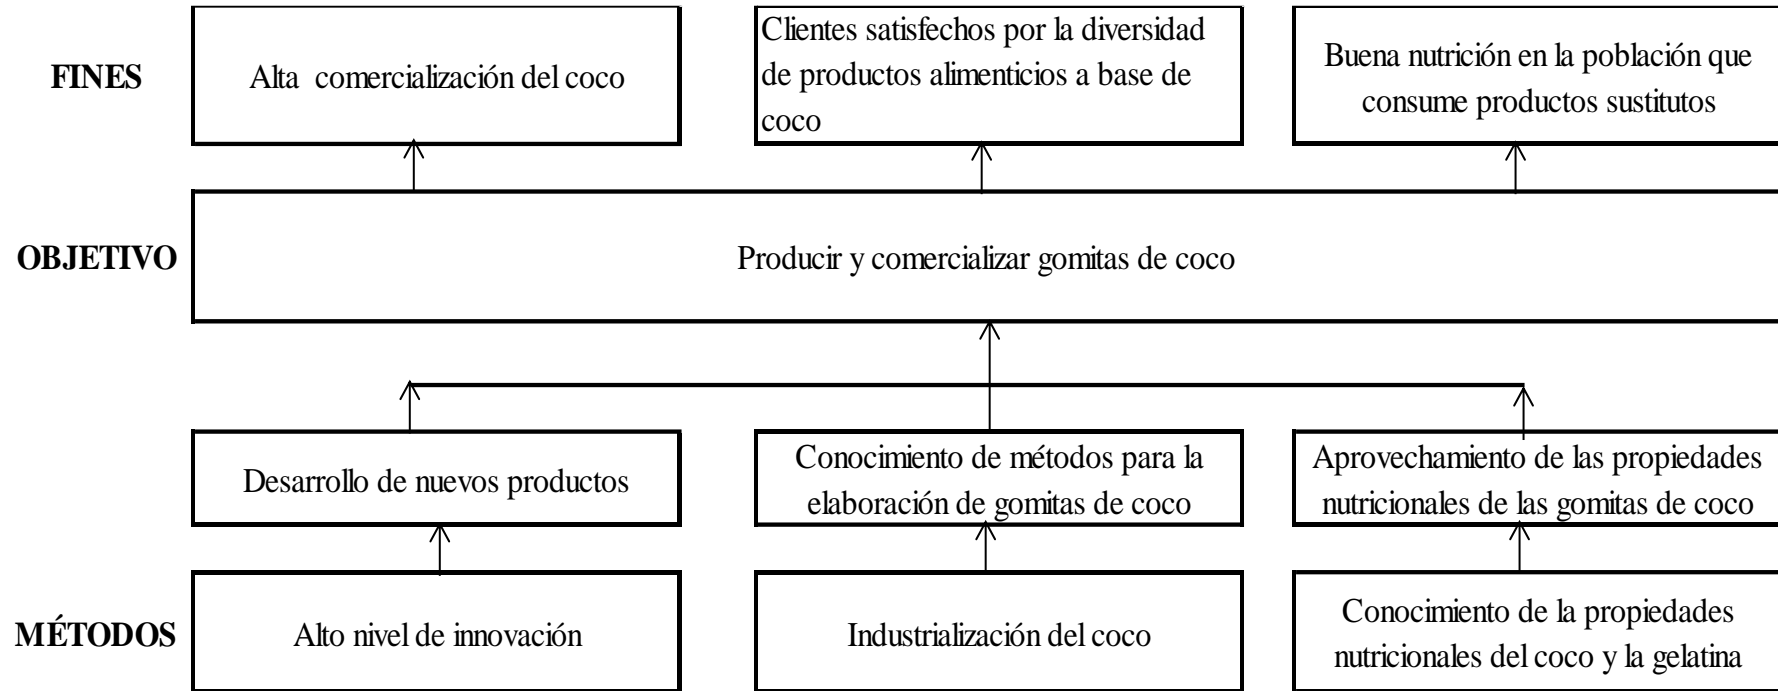 FINES
Alta comercialización del coco
Clientes satisfechos por la diversidad
de productos alimenticios a base de
coco
Buena nutrición en la población que
consume productos sustitutos
OBJETIVO
Producir y comercializar gomitas de coco
Desarrollo de nuevos productos
Conocimiento de métodos para la
elaboración de gomitas de coco
Aprovechamiento de las propiedades
nutricionales de las gomitas de coco
MÉTODOS
Alto nivel de innovación
Industrialización del coco
Conocimiento de la propiedades
nutricionales del coco y la gelatina